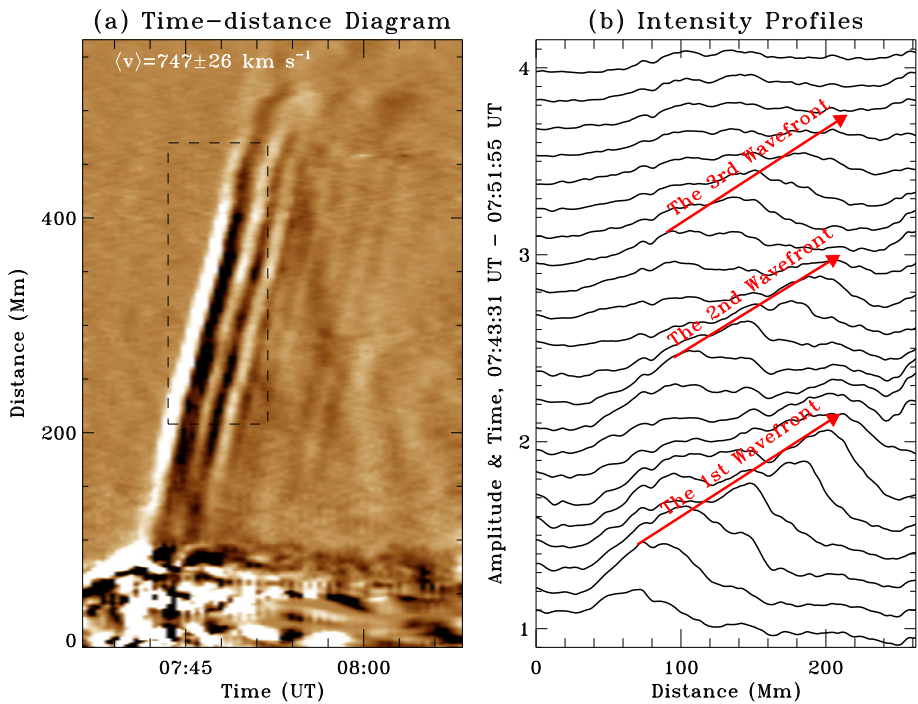 (a) Time−distance Diagram
⟨v⟩=747±26 km s⁻¹
Distance (Mm)
400
200
0
07:45
08:00
Time (UT)
(b) Intensity Profiles
Amplitude & Time, 07:43:31 UT − 07:51:55 UT
4
3
2
1
The 3rd Wavefront
The 2nd Wavefront
The 1st Wavefront
0
100
200
Distance (Mm)